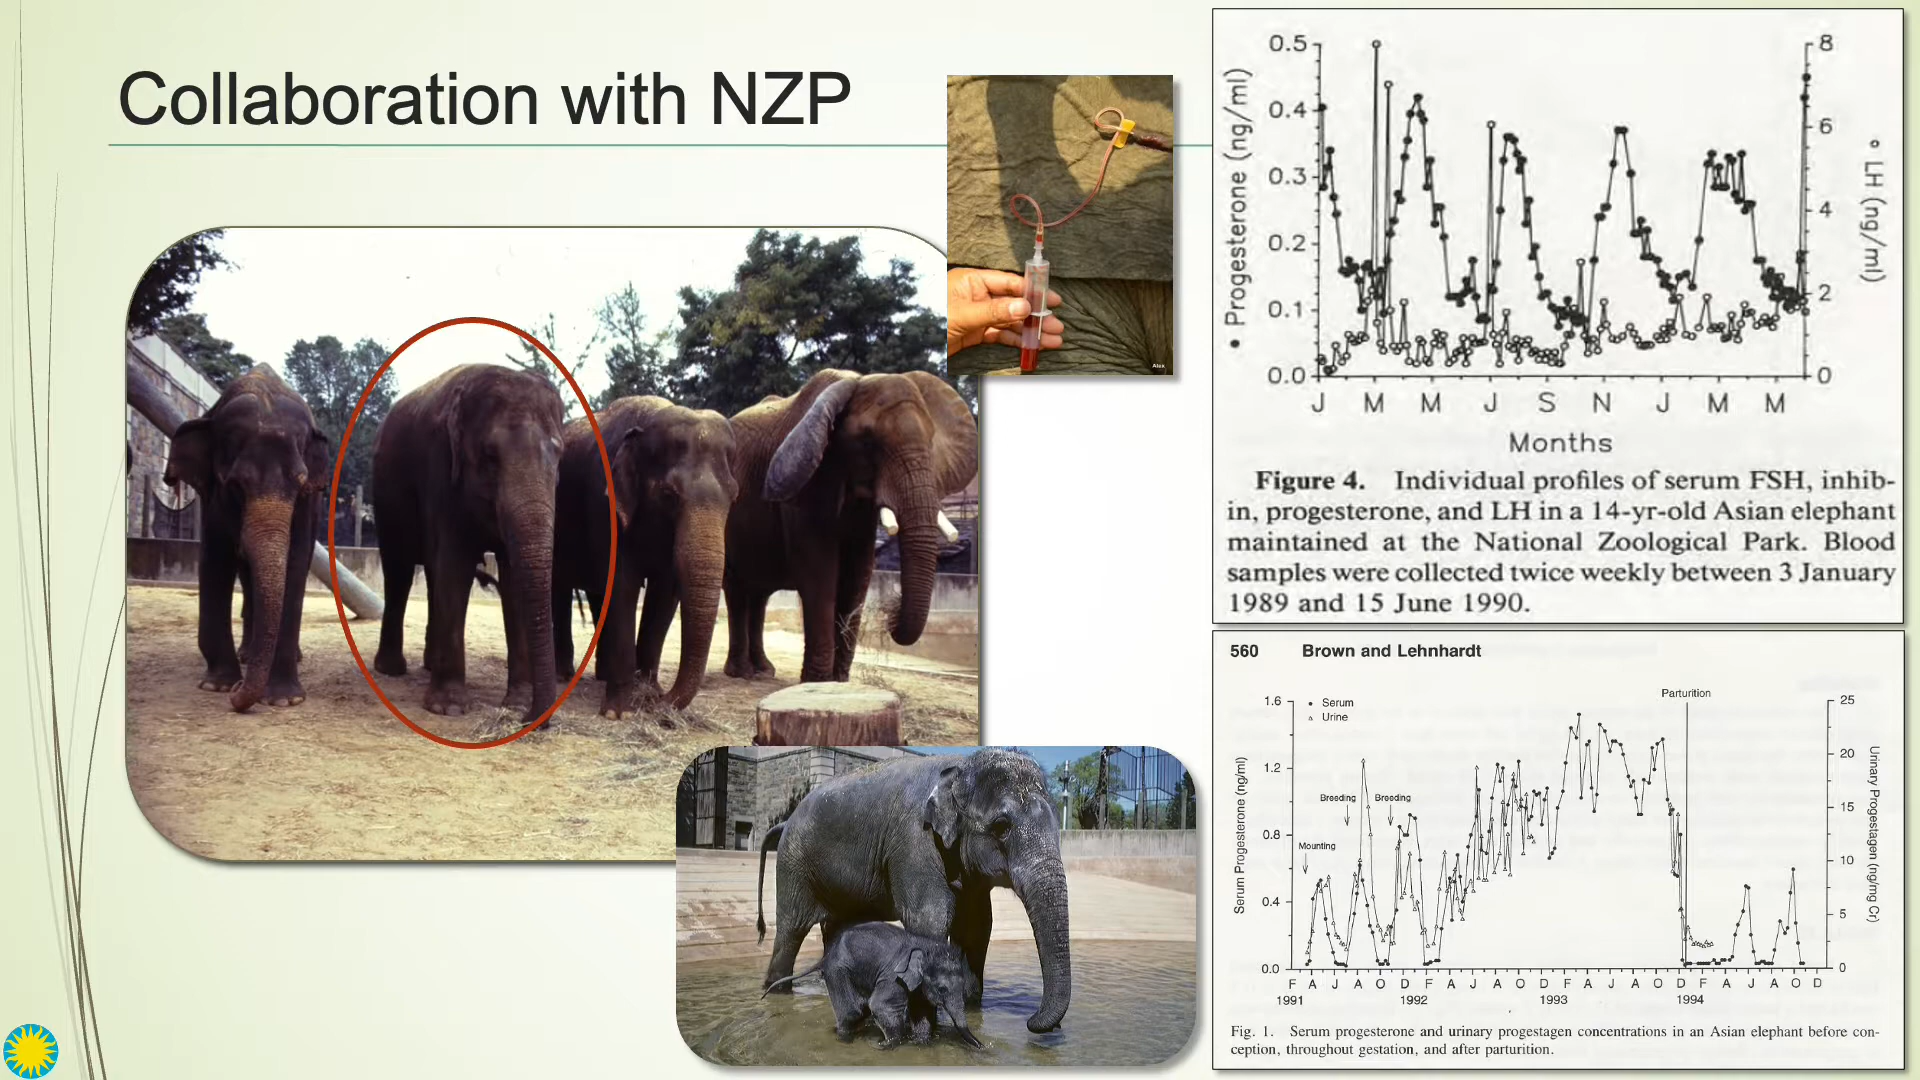 Collaboration with NZP
Alex
0.5
0.4
0.3
0.2
0.1
0.0
• Progesterone (ng/ml)
8
6
4
2
0
○ LH (ng/ml)
J M M J S N J M M
Months
Figure 4. Individual profiles of serum FSH, inhib-
in, progesterone, and LH in a 14-yr-old Asian elephant
maintained at the National Zoological Park. Blood
samples were collected twice weekly between 3 January
1989 and 15 June 1990.
560 Brown and Lehnhardt
Parturition
• Serum
△ Urine
1.6
1.2
0.8
0.4
0.0
Serum Progesterone (ng/ml)
Breeding Breeding
Mounting
25
20
15
10
5
0
Urinary Progestagen (ng/mg Cr)
F A J A O D F A J A O D F A J A O D F A J A O D
1991 1992 1993 1994
Fig. 1. Serum progesterone and urinary progestagen concentrations in an Asian elephant before con-
ception, throughout gestation, and after parturition.